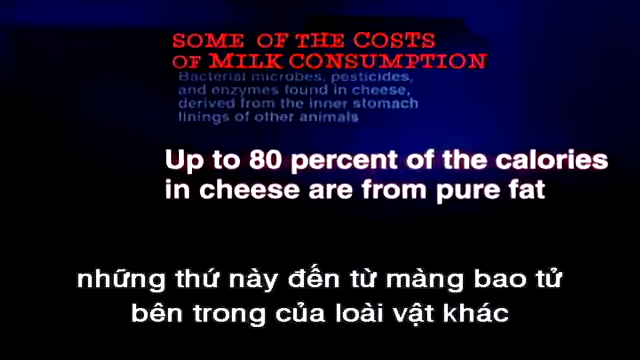 SOME OF THE COSTS
OF MILK CONSUMPTION
Bacterial microbes, pesticides,
and enzymes found in cheese,
derived from the inner stomach
linings of other animals
Up to 80 percent of the calories
in cheese are from pure fat
những thứ này đến từ màng bao tử
bên trong của loài vật khác